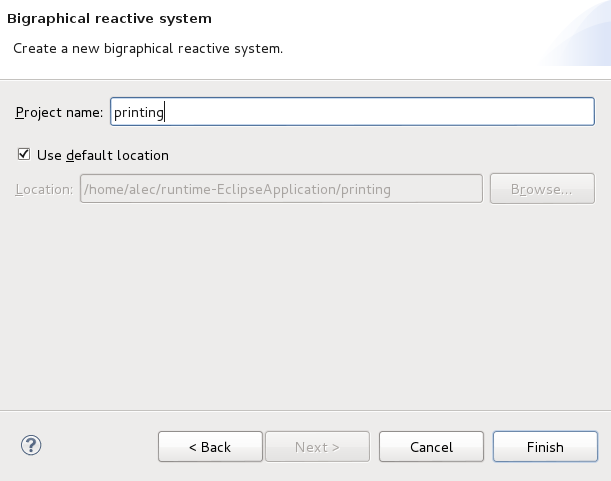 Bigraphical reactive system
Create a new bigraphical reactive system.
Project name: printing
Use default location
Location: /home/alec/runtime-EclipseApplication/printing Browse...
? < Back Next > Cancel Finish